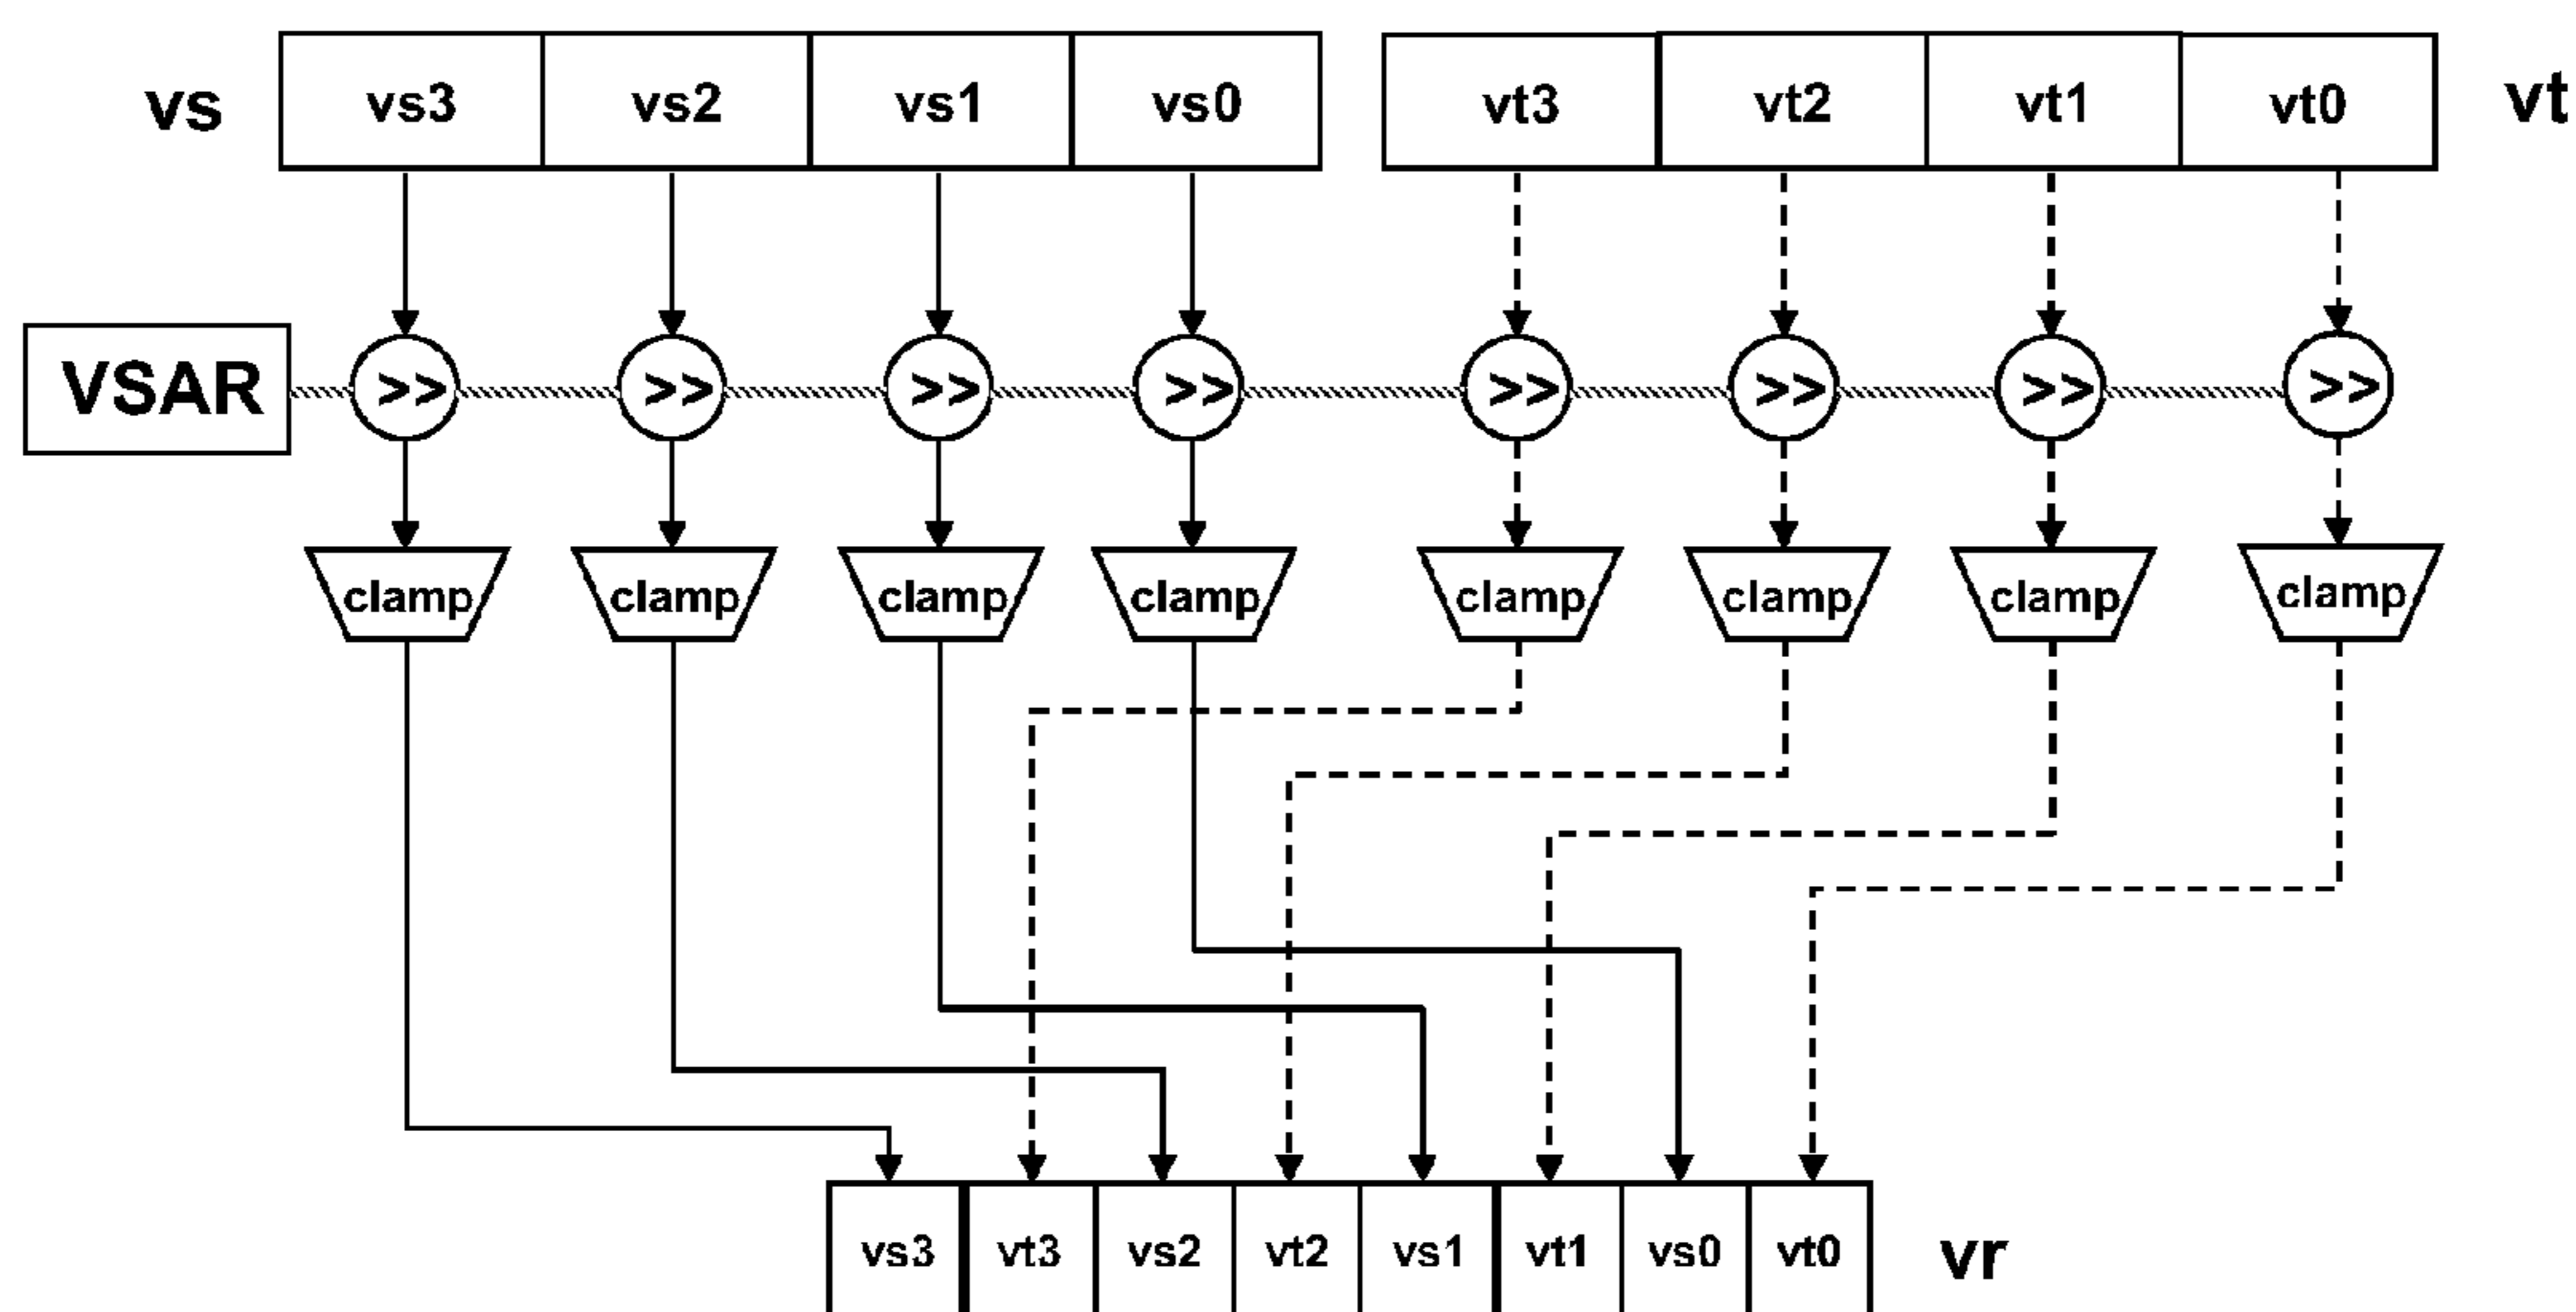 vs vs3 vs2 vs1 vs0 vt3 vt2 vt1 vt0 vt
VSAR >> >> >> >> >> >> >> >>
clamp clamp clamp clamp clamp clamp clamp clamp
vs3 vt3 vs2 vt2 vs1 vt1 vs0 vt0 vr